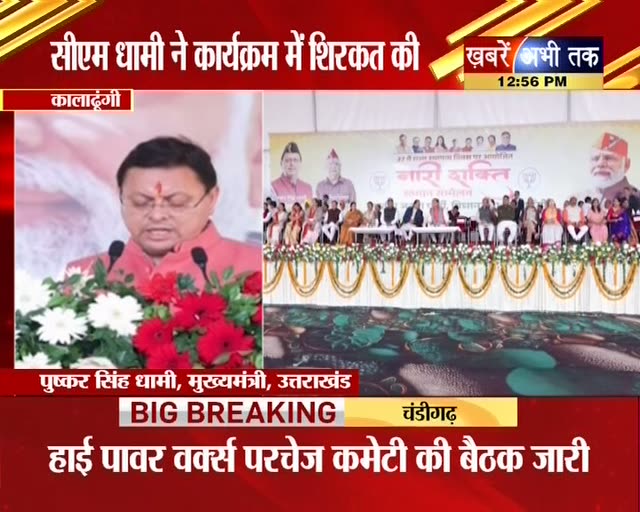 सीएम धामी ने कार्यक्रम में शिरकत की
ख़बरें अभी तक
12:56 PM
कालाढूंगी
नारी शक्ति
पुष्कर सिंह धामी, मुख्यमंत्री, उत्तराखंड
BIG BREAKING
चंडीगढ़
हाई पावर वर्क्स परचेज कमेटी की बैठक जारी